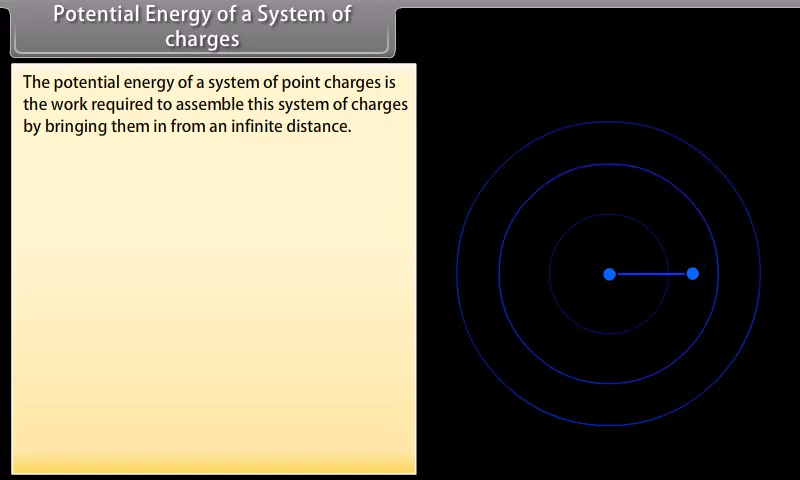 Potential Energy of a System of
charges
The potential energy of a system of point charges is
the work required to assemble this system of charges
by bringing them in from an infinite distance.